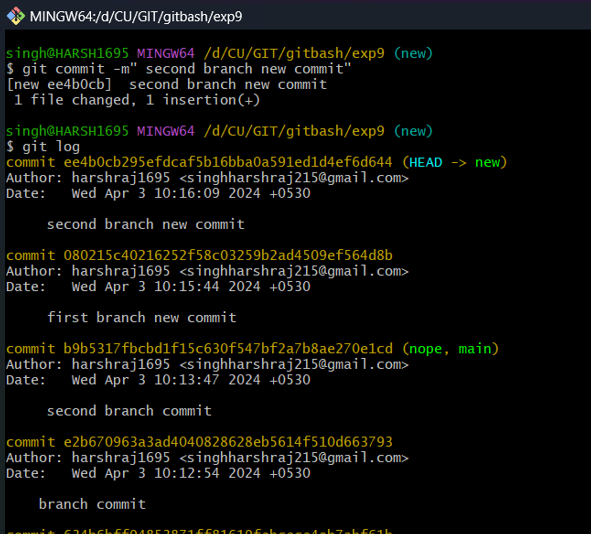 MINGW64:/d/CU/GIT/gitbash/exp9
singh@HARSH1695 MINGW64 /d/CU/GIT/gitbash/exp9 (new)
$ git commit -m" second branch new commit"
[new ee4b0cb]  second branch new commit
 1 file changed, 1 insertion(+)
singh@HARSH1695 MINGW64 /d/CU/GIT/gitbash/exp9 (new)
$ git log
commit ee4b0cb295efdcaf5b16bba0a591ed1d4ef6d644 (HEAD -> new)
Author: harshraj1695 <singhharshraj215@gmail.com>
Date:   Wed Apr 3 10:16:09 2024 +0530
     second branch new commit
commit 080215c40216252f58c03259b2ad4509ef564d8b
Author: harshraj1695 <singhharshraj215@gmail.com>
Date:   Wed Apr 3 10:15:44 2024 +0530
     first branch new commit
commit b9b5317fbcbd1f15c630f547bf2a7b8ae270e1cd (nope, main)
Author: harshraj1695 <singhharshraj215@gmail.com>
Date:   Wed Apr 3 10:13:47 2024 +0530
     second branch commit
commit e2b670963a3ad4040828628eb5614f510d663793
Author: harshraj1695 <singhharshraj215@gmail.com>
Date:   Wed Apr 3 10:12:54 2024 +0530
    branch commit
commit